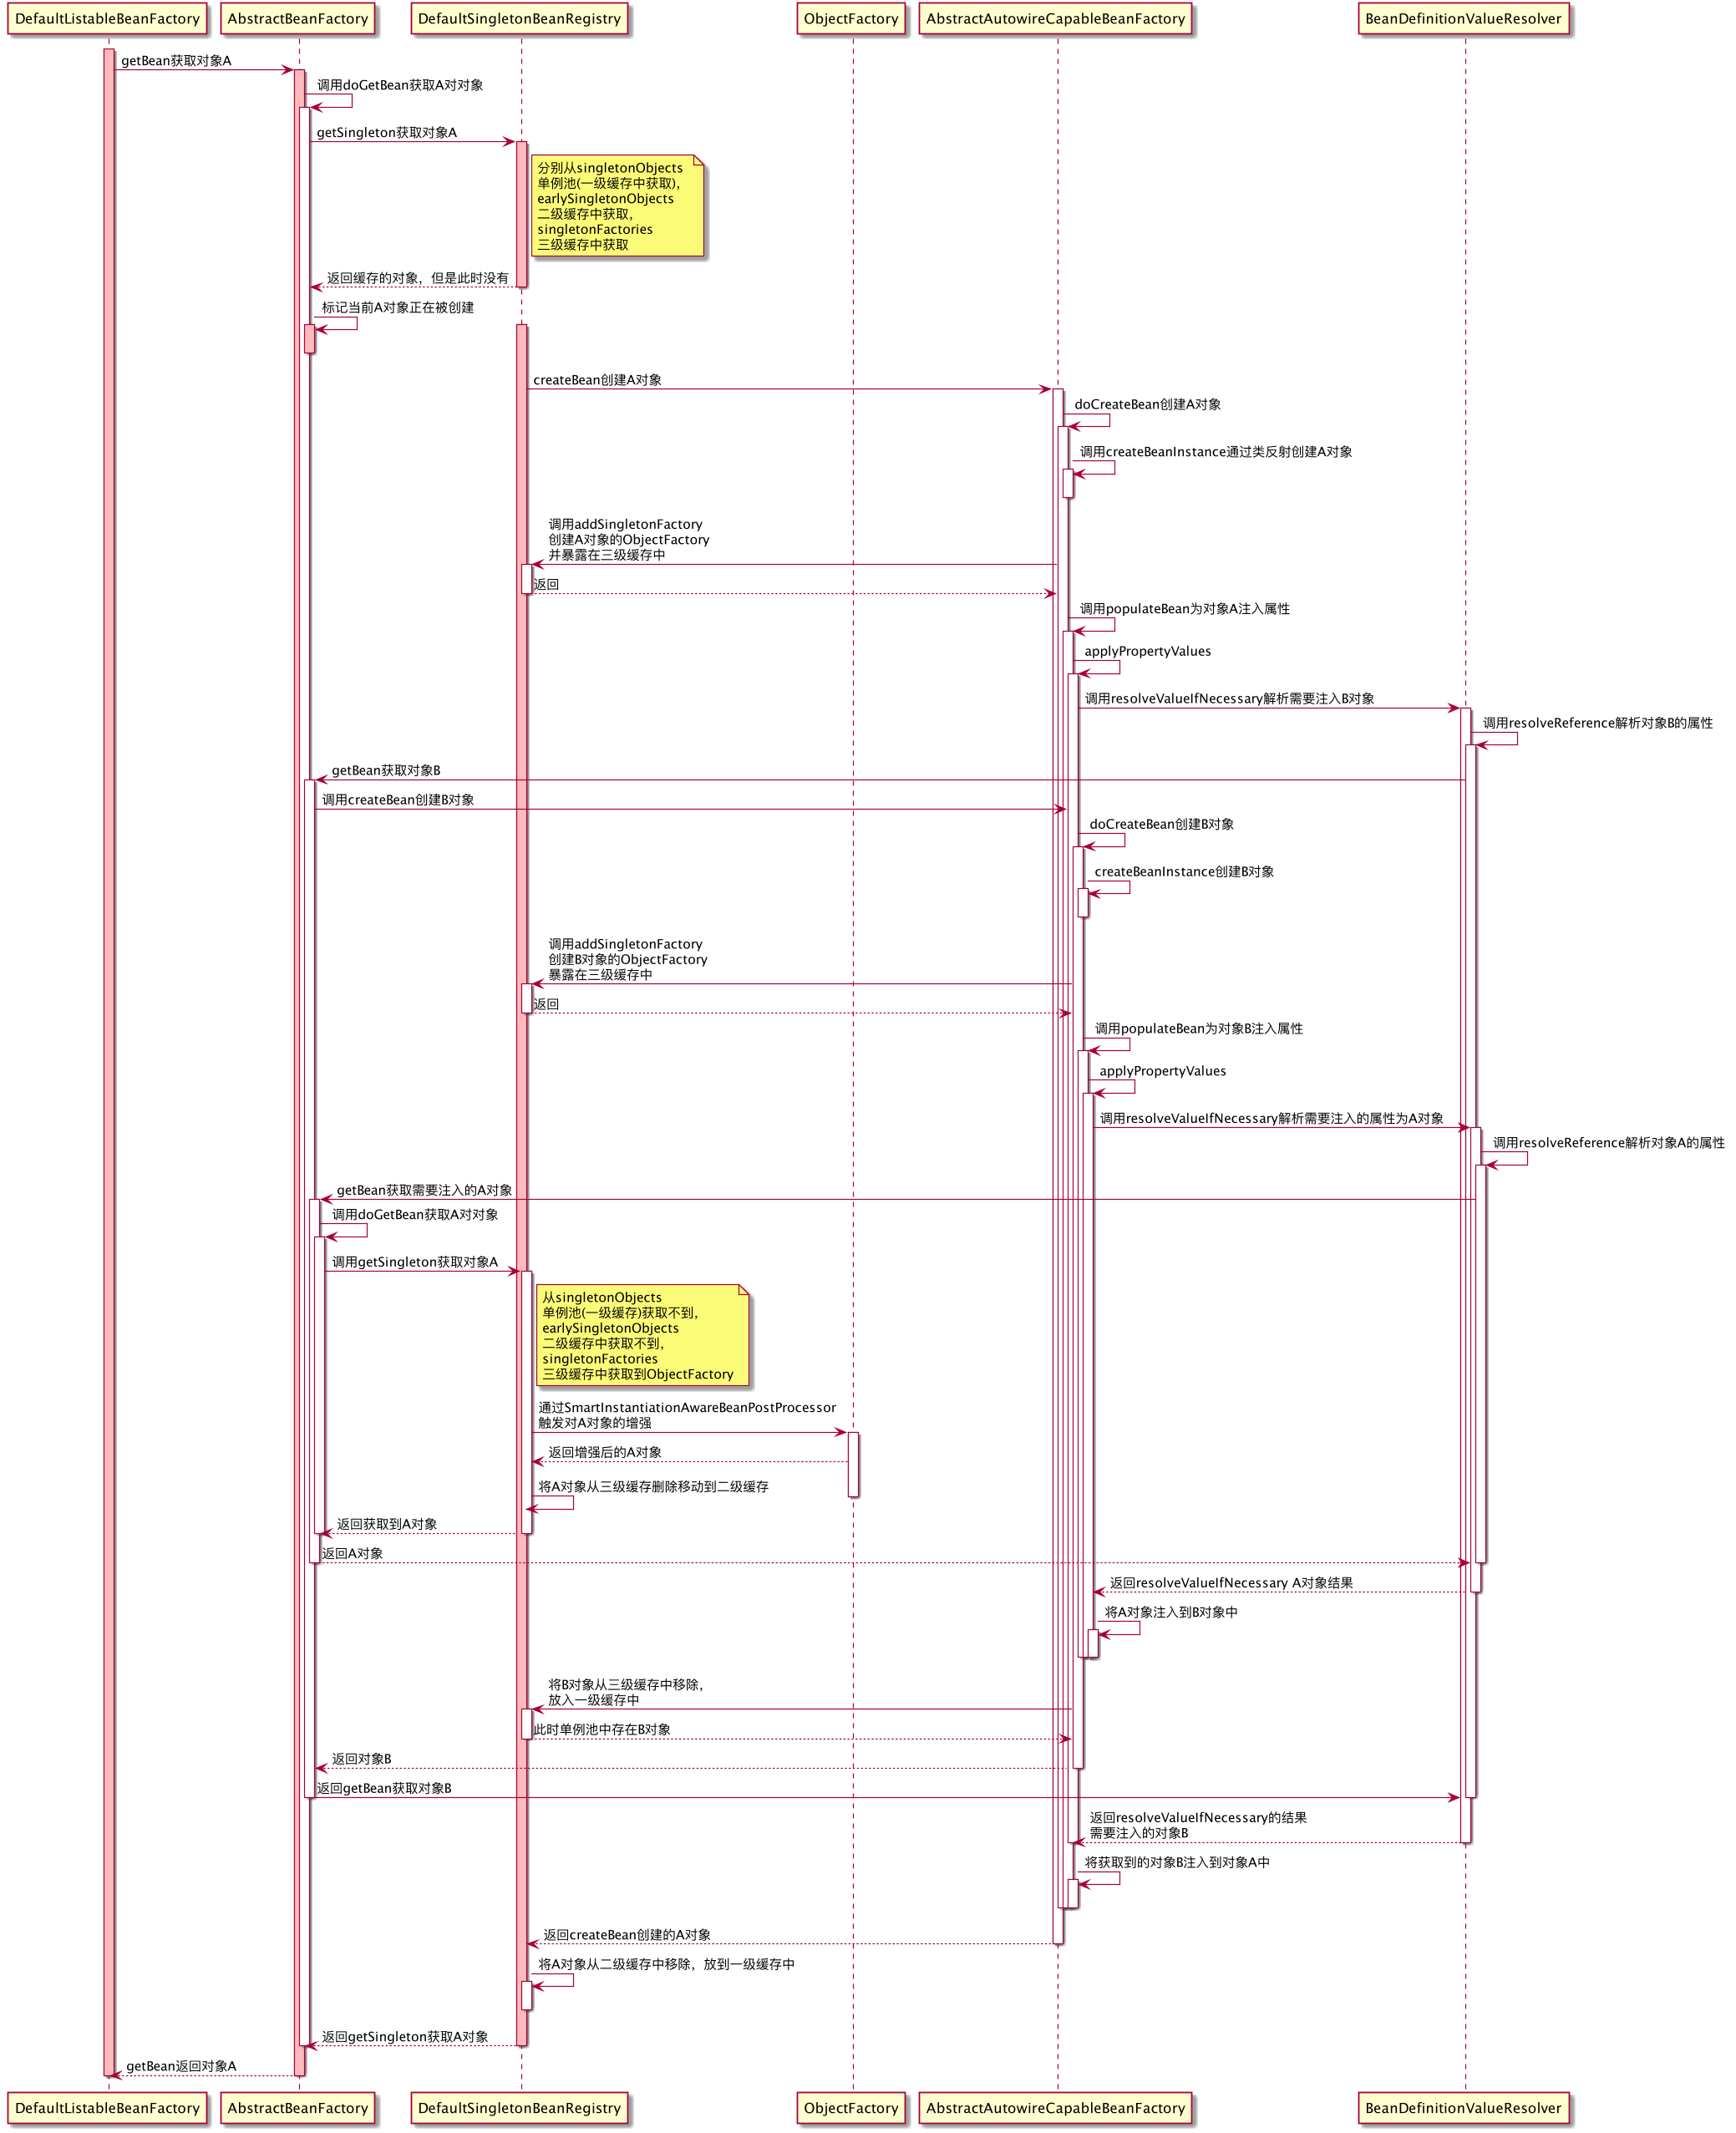 DefaultListableBeanFactory
AbstractBeanFactory
DefaultSingletonBeanRegistry
ObjectFactory
AbstractAutowireCapableBeanFactory
BeanDefinitionValueResolver
getBean获取对象A
调用doGetBean获取A对对象
getSingleton获取对象A
分别从singletonObjects
单例池(一级缓存中获取),
earlySingletonObjects
二级缓存中获取,
singletonFactories
三级缓存中获取
返回缓存的对象，但是此时没有
标记当前A对象正在被创建
createBean创建A对象
doCreateBean创建A对象
调用createBeanInstance通过类反射创建A对象
调用addSingletonFactory
创建A对象的ObjectFactory
并暴露在三级缓存中
返回
调用populateBean为对象A注入属性
applyPropertyValues
调用resolveValueIfNecessary解析需要注入B对象
调用resolveReference解析对象B的属性
getBean获取对象B
调用createBean创建B对象
doCreateBean创建B对象
createBeanInstance创建B对象
调用addSingletonFactory
创建B对象的ObjectFactory
暴露在三级缓存中
返回
调用populateBean为对象B注入属性
applyPropertyValues
调用resolveValueIfNecessary解析需要注入的属性为A对象
调用resolveReference解析对象A的属性
getBean获取需要注入的A对象
调用doGetBean获取A对对象
调用getSingleton获取对象A
从singletonObjects
单例池(一级缓存)获取不到,
earlySingletonObjects
二级缓存中获取不到,
singletonFactories
三级缓存中获取到ObjectFactory
通过SmartInstantiationAwareBeanPostProcessor
触发对A对象的增强
返回增强后的A对象
将A对象从三级缓存删除移动到二级缓存
返回获取到A对象
返回A对象
返回resolveValueIfNecessary A对象结果
将A对象注入到B对象中
将B对象从三级缓存中移除,
放入一级缓存中
此时单例池中存在B对象
返回对象B
返回getBean获取对象B
返回resolveValueIfNecessary的结果
需要注入的对象B
将获取到的对象B注入到对象A中
返回createBean创建的A对象
将A对象从二级缓存中移除，放到一级缓存中
返回getSingleton获取A对象
getBean返回对象A
DefaultListableBeanFactory
AbstractBeanFactory
DefaultSingletonBeanRegistry
ObjectFactory
AbstractAutowireCapableBeanFactory
BeanDefinitionValueResolver